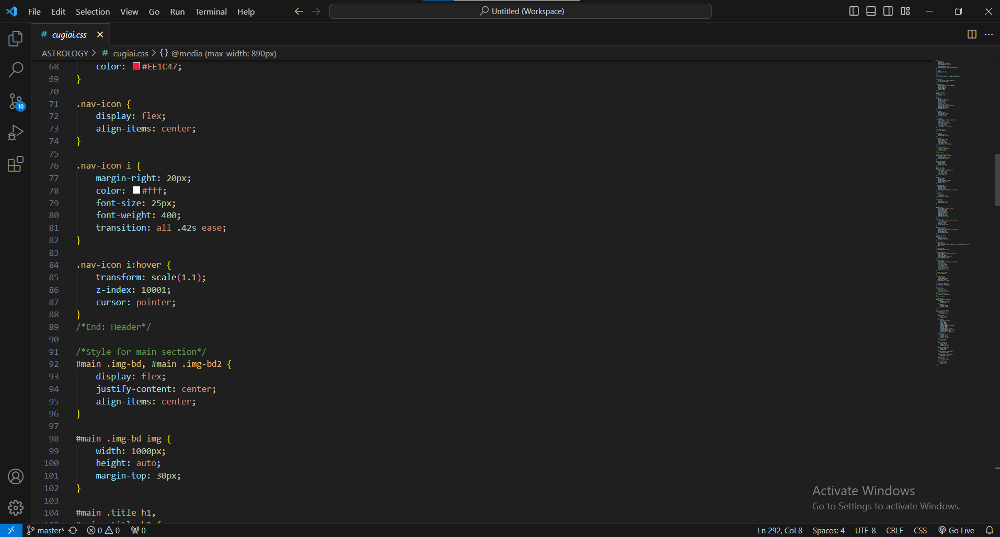 File Edit Selection View Go Run Terminal Help
Untitled (Workspace)
# cugiai.css
ASTROLOGY > # cugiai.css > {} @media (max-width: 890px)
68 color: #EE1C47;
69 }
70
71 .nav-icon {
72 display: flex;
73 align-items: center;
74 }
75
76 .nav-icon i {
77 margin-right: 20px;
78 color: #fff;
79 font-size: 25px;
80 font-weight: 400;
81 transition: all .42s ease;
82 }
83
84 .nav-icon i:hover {
85 transform: scale(1.1);
86 z-index: 10001;
87 cursor: pointer;
88 }
89 /*End: Header*/
90
91 /*Style for main section*/
92 #main .img-bd, #main .img-bd2 {
93 display: flex;
94 justify-content: center;
95 align-items: center;
96 }
97
98 #main .img-bd img {
99 width: 1000px;
100 height: auto;
101 margin-top: 30px;
102 }
103
104 #main .title h1,
10
Activate Windows
Go to Settings to activate Windows.
master* 0 0 0
Ln 292, Col 8 Spaces: 4 UTF-8 CRLF CSS Go Live